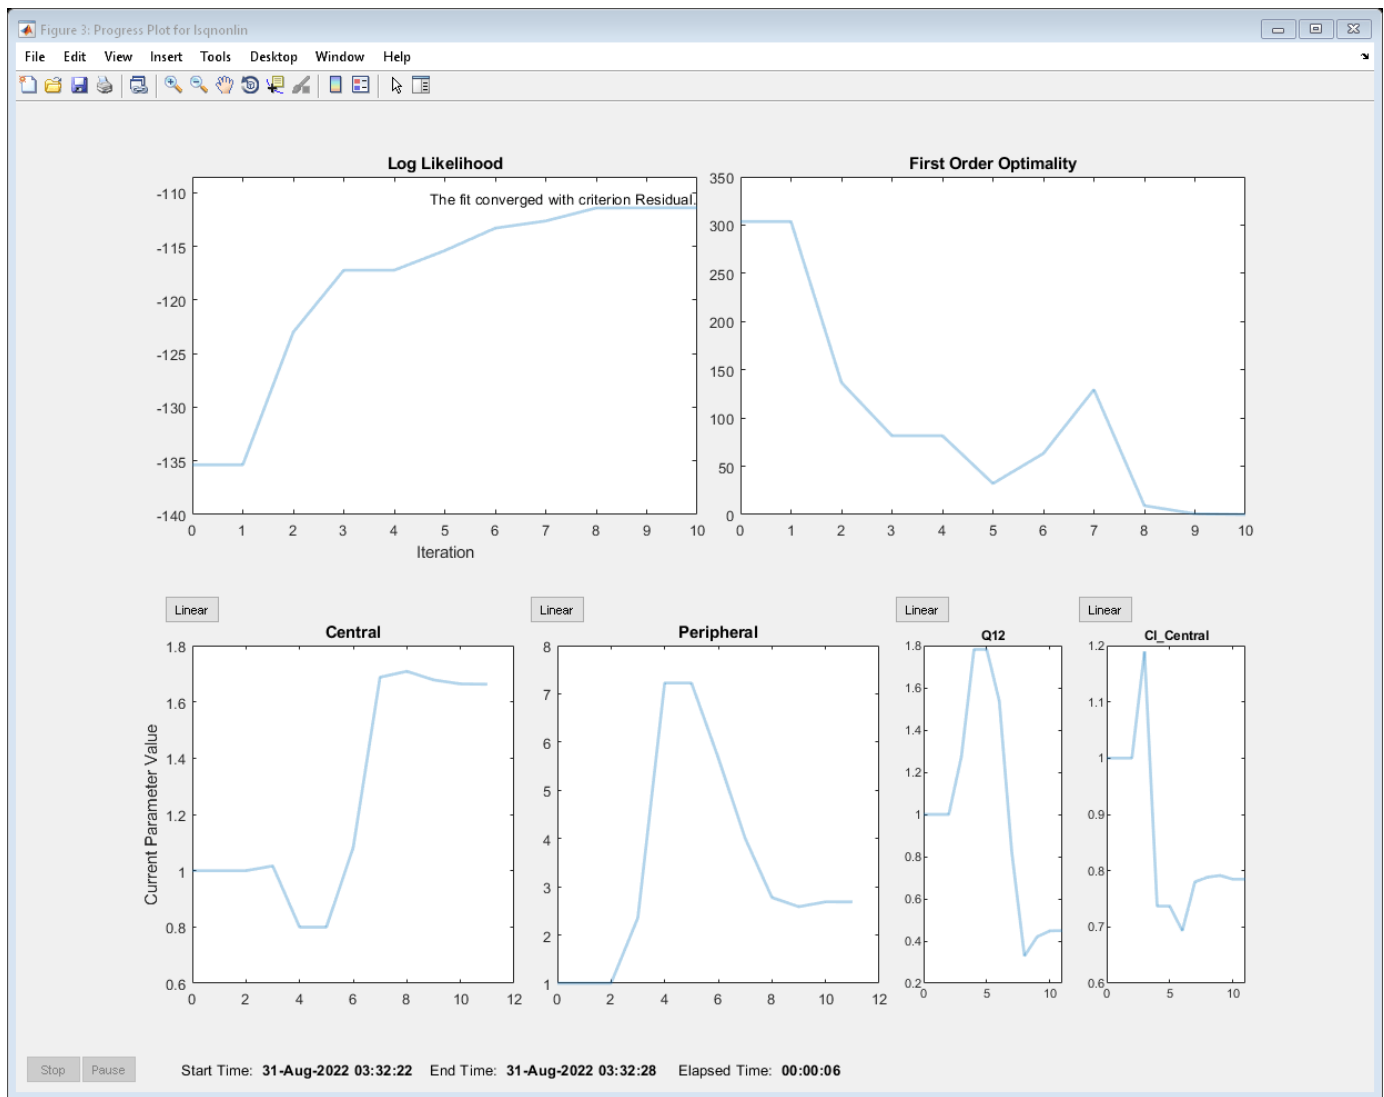 Figure 3: Progress Plot for lsqnonlin
File Edit View Insert Tools Desktop Window Help
Log Likelihood
The fit converged with criterion Residual.
-110
-115
-120
-125
-130
-135
-140
0 1 2 3 4 5 6 7 8 9 10
Iteration
First Order Optimality
350
300
250
200
150
100
50
0
0 1 2 3 4 5 6 7 8 9 10
Linear
Central
Current Parameter Value
1.8
1.6
1.4
1.2
1
0.8
0.6
0 2 4 6 8 10 12
Linear
Peripheral
8
7
6
5
4
3
2
1
0 2 4 6 8 10 12
Linear
Q12
1.8
1.6
1.4
1.2
1
0.8
0.6
0.4
0.2
0 5 10
Linear
Cl_Central
1.2
1.1
1
0.9
0.8
0.7
0.6
0 5 10
Stop Pause Start Time: 31-Aug-2022 03:32:22 End Time: 31-Aug-2022 03:32:28 Elapsed Time: 00:00:06